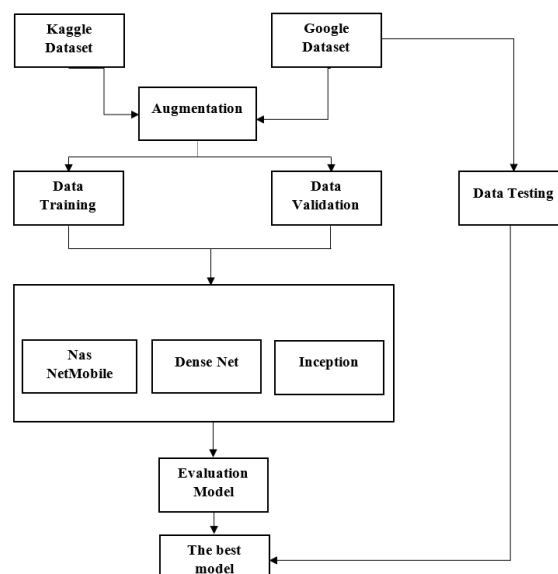 Kaggle
Dataset
Google
Dataset
Augmentation
Data
Training
Data
Validation
Data Testing
Nas
NetMobile
Dense Net
Inception
Evaluation
Model
The best
model